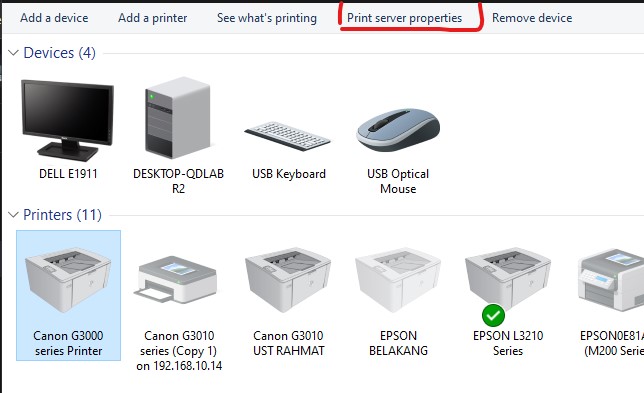 Add a device Add a printer See what's printing Print server properties Remove device
Devices (4)
DELL E1911
DESKTOP-QDLAB
R2
USB Keyboard
USB Optical
Mouse
Printers (11)
Canon G3000
series Printer
Canon G3010
series (Copy 1)
on 192.168.10.14
Canon G3010
UST RAHMAT
EPSON
BELAKANG
EPSON L3210
Series
EPSON0E81A
(M200 Serie